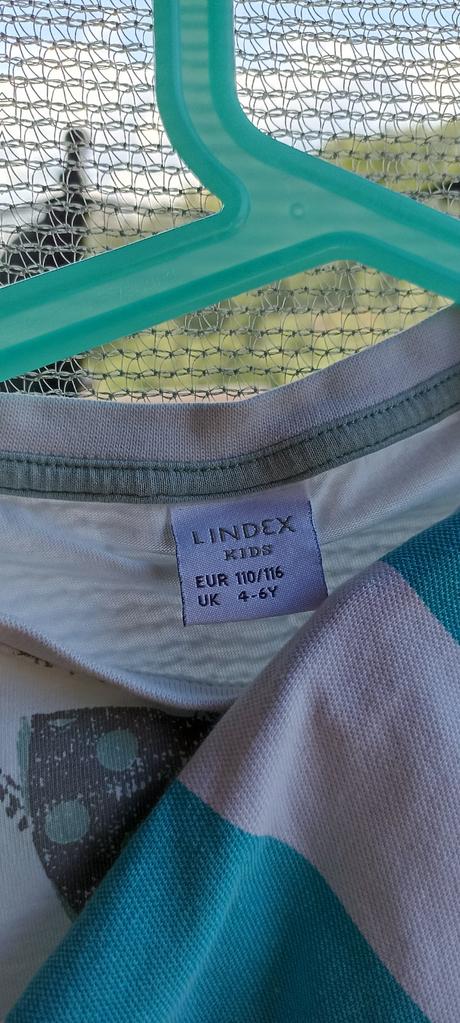 LINDEX
KIDS
EUR 110/116
UK 4-6Y